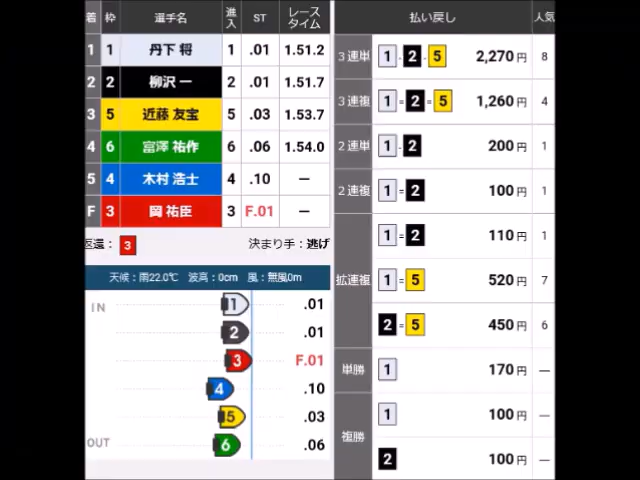 着 枠 選手名 進入 ST レースタイム
1 1 丹下 将 1 .01 1.51.2
2 2 柳沢 一 2 .01 1.51.7
3 5 近藤 友宝 5 .03 1.53.7
4 6 富澤 祐作 6 .06 1.54.0
5 4 木村 浩士 4 .10 —
F 3 岡 祐臣 3 F.01 —
返還： 3 決まり手：逃げ
天候：雨22.0℃ 波高：0cm 風：無風0m
IN
1 .01
2 .01
3 F.01
4 .10
5 .03
OUT 6 .06
払い戻し 人気
3連単 1-2-5 2,270円 8
3連複 1=2=5 1,260円 4
2連単 1-2 200円 1
2連複 1=2 100円 1
拡連複 1=2 110円 1
1=5 520円 7
2=5 450円 6
単勝 1 170円 —
複勝 1 100円 —
2 100円 —